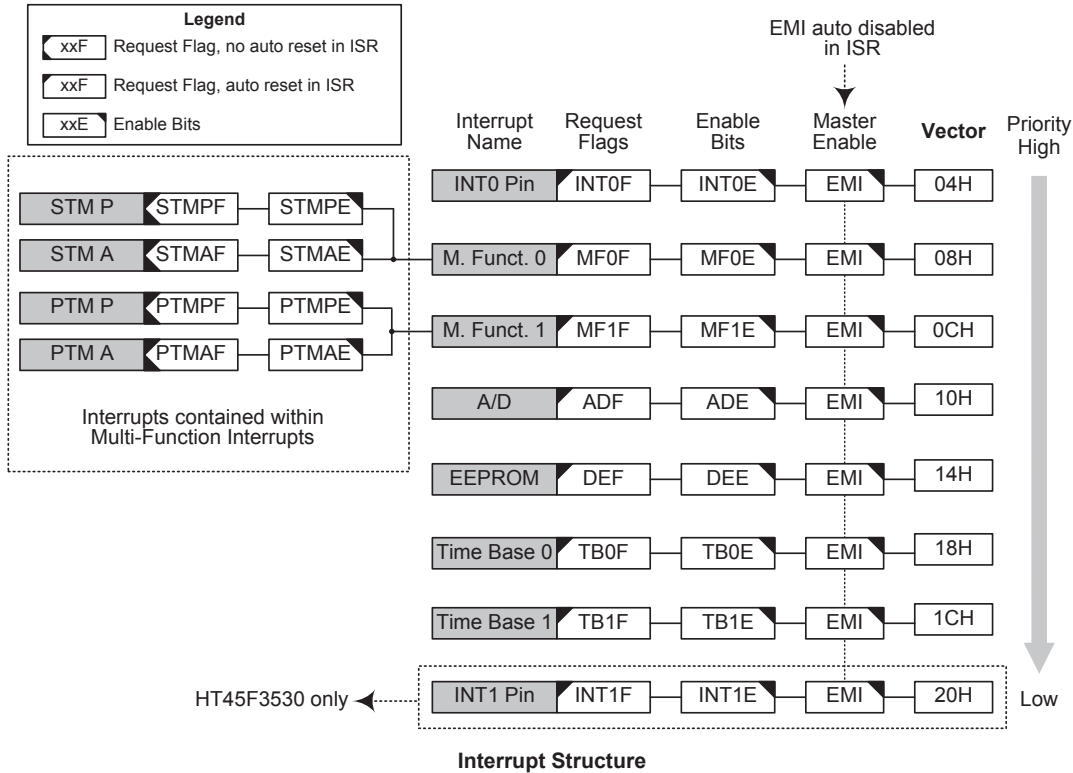 Legend
xxF Request Flag, no auto reset in ISR
xxF Request Flag, auto reset in ISR
xxE Enable Bits
EMI auto disabled
in ISR
Interrupt Name Request Flags Enable Bits Master Enable Vector Priority High
INT0 Pin INT0F INT0E EMI 04H
STM P STMPF STMPE
STM A STMAF STMAE M. Funct. 0 MF0F MF0E EMI 08H
PTM P PTMPF PTMPE M. Funct. 1 MF1F MF1E EMI 0CH
PTM A PTMAF PTMAE
Interrupts contained within
Multi-Function Interrupts
A/D ADF ADE EMI 10H
EEPROM DEF DEE EMI 14H
Time Base 0 TB0F TB0E EMI 18H
Time Base 1 TB1F TB1E EMI 1CH
HT45F3530 only INT1 Pin INT1F INT1E EMI 20H Low
Interrupt Structure